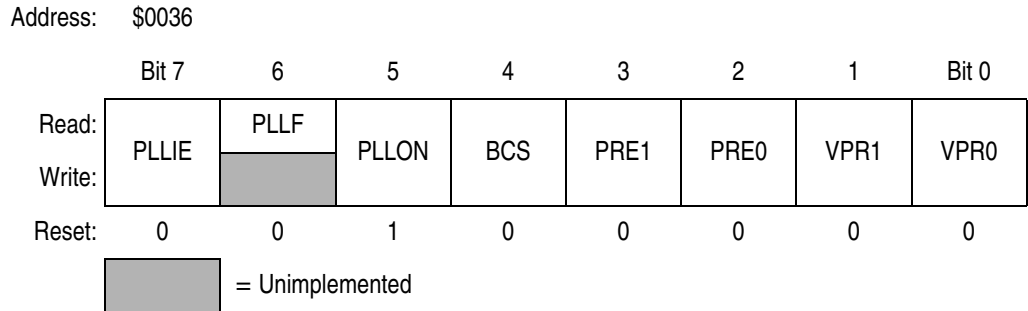 Address: $0036
Bit 7 6 5 4 3 2 1 Bit 0
Read: PLLIE PLLF PLLON BCS PRE1 PRE0 VPR1 VPR0
Write:
Reset: 0 0 1 0 0 0 0 0
= Unimplemented